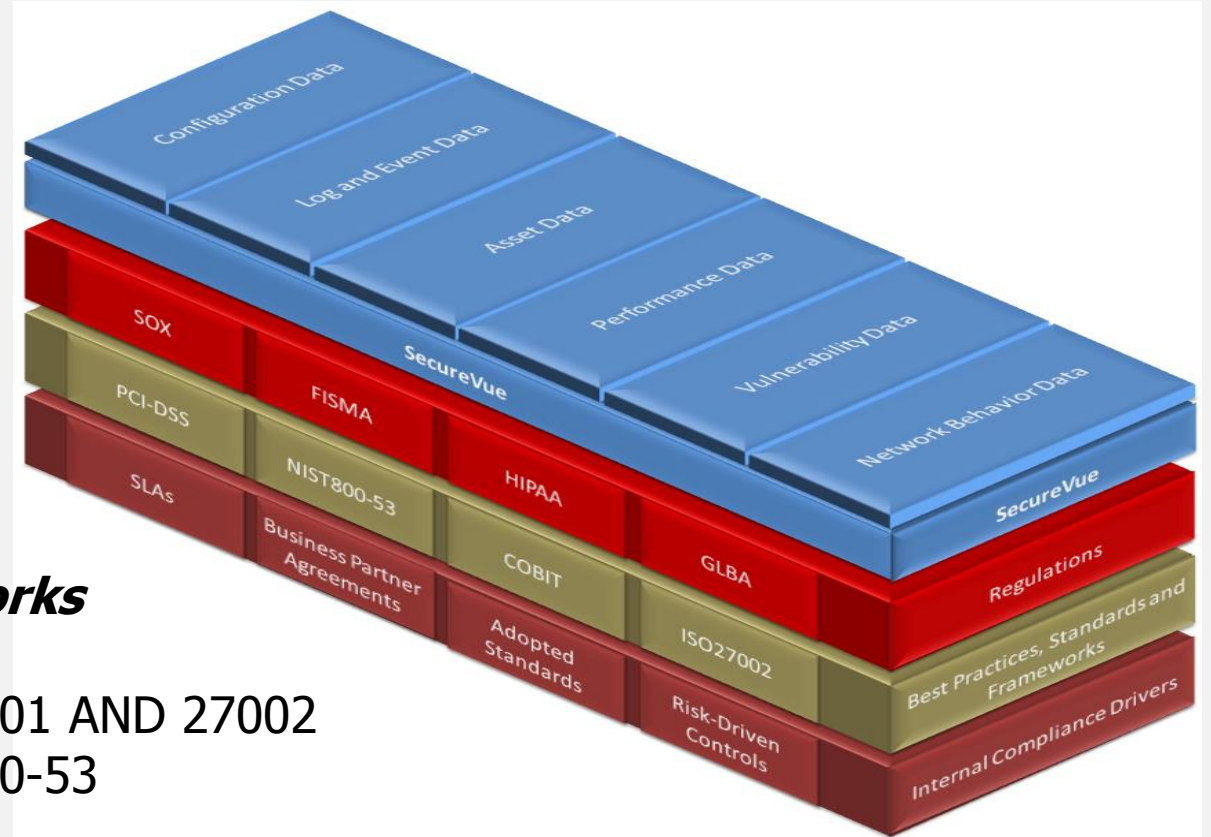 Configuration Data
Log and Event Data
Asset Data
Performance Data
Vulnerability Data
Network Behavior Data
SecureVue
SecureVue
SOX
FISMA
HIPAA
GLBA
Regulations
PCI-DSS
NIST800-53
COBIT
ISO27002
Best Practices, Standards and
Frameworks
SLAs
Business Partner
Agreements
Adopted
Standards
Risk-Driven
Controls
Internal Compliance Drivers
orks
01 AND 27002
0-53